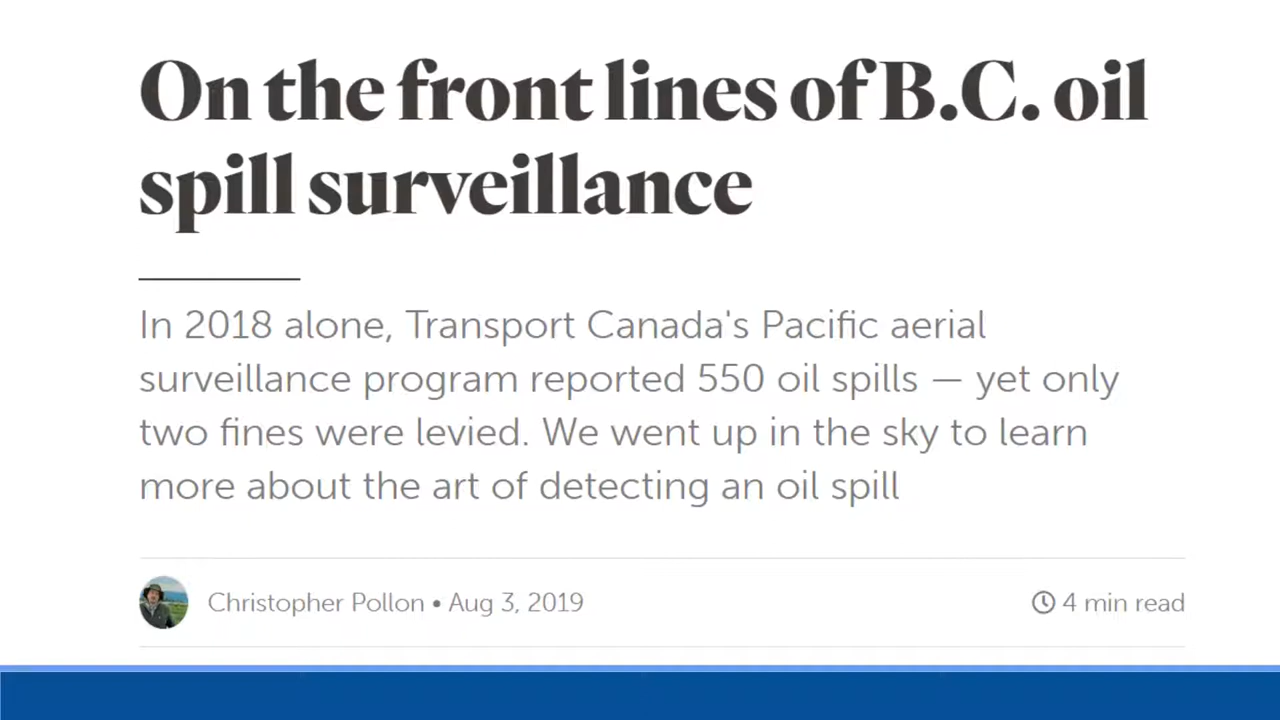 On the front lines of B.C. oil
spill surveillance
In 2018 alone, Transport Canada's Pacific aerial
surveillance program reported 550 oil spills — yet only
two fines were levied. We went up in the sky to learn
more about the art of detecting an oil spill
Christopher Pollon • Aug 3, 2019
4 min read